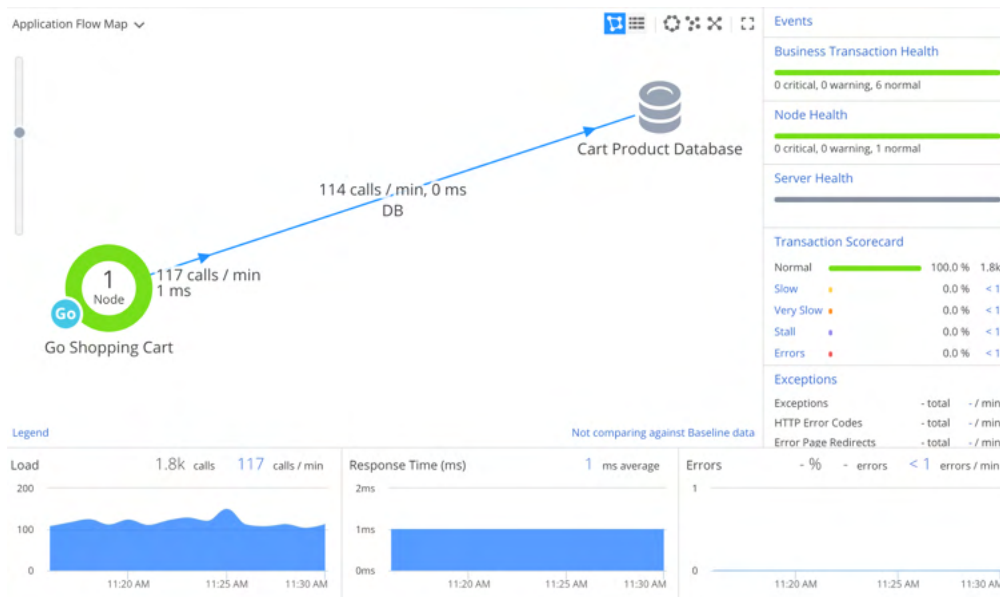 Application Flow Map
Cart Product Database
114 calls / min, 0 ms
DB
1
Node
117 calls / min
1 ms
Go
Go Shopping Cart
Legend
Not comparing against Baseline data
Events
Business Transaction Health
0 critical, 0 warning, 6 normal
Node Health
0 critical, 0 warning, 1 normal
Server Health
Transaction Scorecard
Normal 100.0 % 1.8k
Slow 0.0 % < 1
Very Slow 0.0 % < 1
Stall 0.0 % < 1
Errors 0.0 % < 1
Exceptions
Exceptions - total - / min
HTTP Error Codes - total - / min
Error Page Redirects - total - / min
Load 1.8k calls 117 calls / min
200
100
0
11:20 AM 11:25 AM 11:30 AM
Response Time (ms) 1 ms average
2ms
1ms
0ms
11:20 AM 11:25 AM 11:30 AM
Errors - % - errors < 1 errors / min
1
0
11:20 AM 11:25 AM 11:30 AM